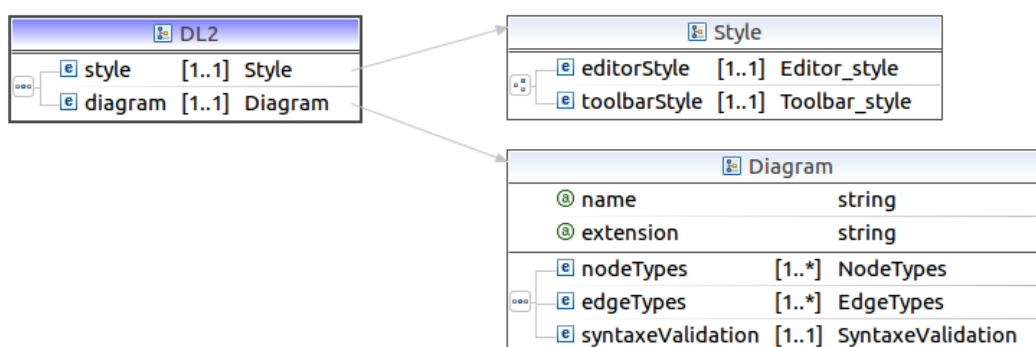 DL2
style [1..1] Style
diagram [1..1] Diagram
Style
editorStyle [1..1] Editor_style
toolbarStyle [1..1] Toolbar_style
Diagram
a name string
a extension string
e nodeTypes [1..*] NodeTypes
e edgeTypes [1..*] EdgeTypes
e syntaxeValidation [1..1] SyntaxeValidation